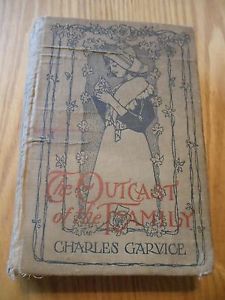 The OUTCAST
of the FAMILY
CHARLES GARVICE